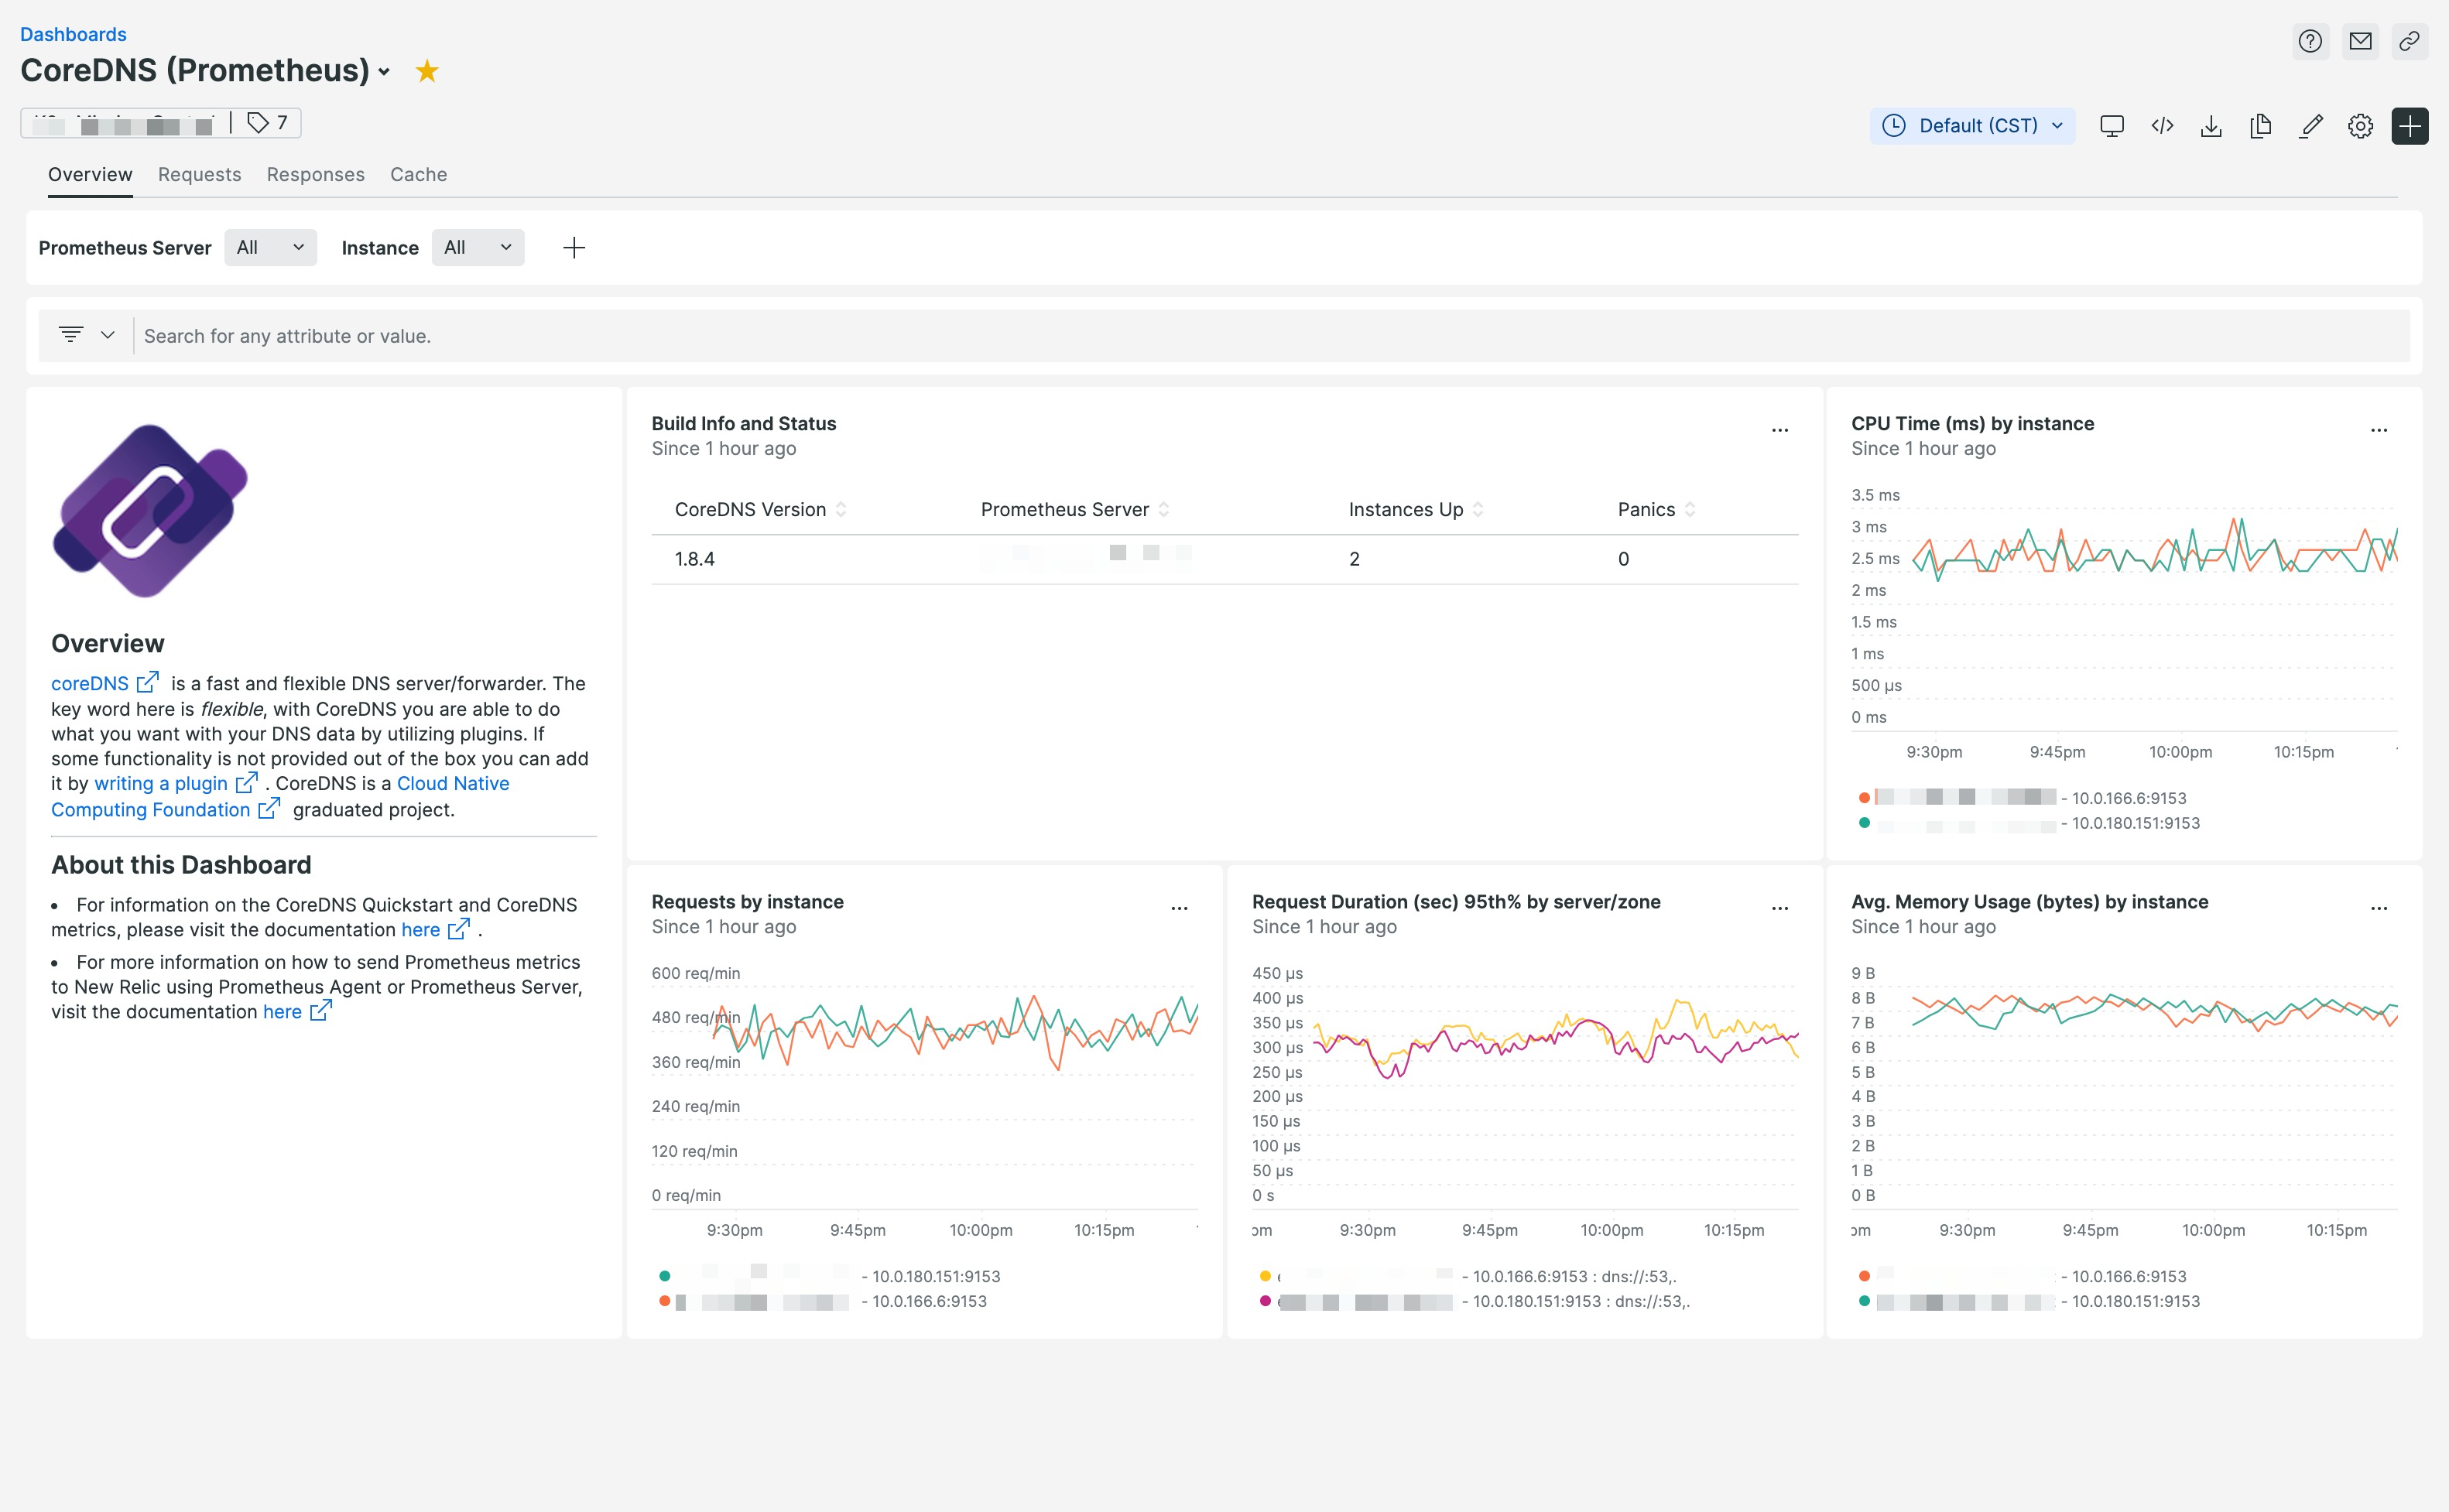 Dashboards
CoreDNS (Prometheus)
7
Default (CST)
Overview Requests Responses Cache
Prometheus Server All Instance All
Search for any attribute or value.
Overview
coreDNS is a fast and flexible DNS server/forwarder. The
key word here is flexible, with CoreDNS you are able to do
what you want with your DNS data by utilizing plugins. If
some functionality is not provided out of the box you can add
it by writing a plugin . CoreDNS is a Cloud Native
Computing Foundation graduated project.
About this Dashboard
• For information on the CoreDNS Quickstart and CoreDNS
metrics, please visit the documentation here .
• For more information on how to send Prometheus metrics
to New Relic using Prometheus Agent or Prometheus Server,
visit the documentation here
Build Info and Status
Since 1 hour ago
CoreDNS Version Prometheus Server Instances Up Panics
1.8.4 2 0
CPU Time (ms) by instance
Since 1 hour ago
3.5 ms
3 ms
2.5 ms
2 ms
1.5 ms
1 ms
500 µs
0 ms
9:30pm 9:45pm 10:00pm 10:15pm
- 10.0.166.6:9153
- 10.0.180.151:9153
Requests by instance
Since 1 hour ago
600 req/min
480 req/min
360 req/min
240 req/min
120 req/min
0 req/min
9:30pm 9:45pm 10:00pm 10:15pm
- 10.0.180.151:9153
- 10.0.166.6:9153
Request Duration (sec) 95th% by server/zone
Since 1 hour ago
450 µs
400 µs
350 µs
300 µs
250 µs
200 µs
150 µs
100 µs
50 µs
0 s
9:30pm 9:45pm 10:00pm 10:15pm
- 10.0.166.6:9153 : dns://:53,.
- 10.0.180.151:9153 : dns://:53,.
Avg. Memory Usage (bytes) by instance
Since 1 hour ago
9 B
8 B
7 B
6 B
5 B
4 B
3 B
2 B
1 B
0 B
9:30pm 9:45pm 10:00pm 10:15pm
- 10.0.166.6:9153
- 10.0.180.151:9153